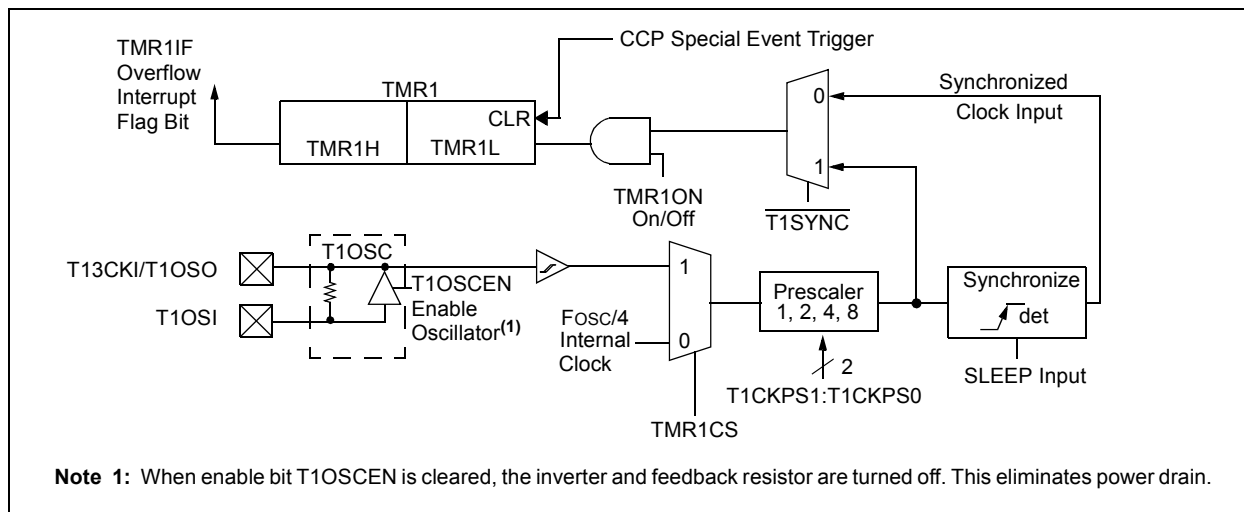 TMR1IF
Overflow
Interrupt
Flag Bit
CCP Special Event Trigger
TMR1
CLR
TMR1H
TMR1L
TMR1ON
On/Off
0
1
T1SYNC
Synchronized
Clock Input
T13CKI/T1OSO
T1OSI
T1OSC
T1OSCEN
Enable
Oscillator(1)
FOSC/4
Internal
Clock
1
0
TMR1CS
Prescaler
1, 2, 4, 8
2
T1CKPS1:T1CKPS0
Synchronize
det
SLEEP Input
Note 1: When enable bit T1OSCEN is cleared, the inverter and feedback resistor are turned off. This eliminates power drain.